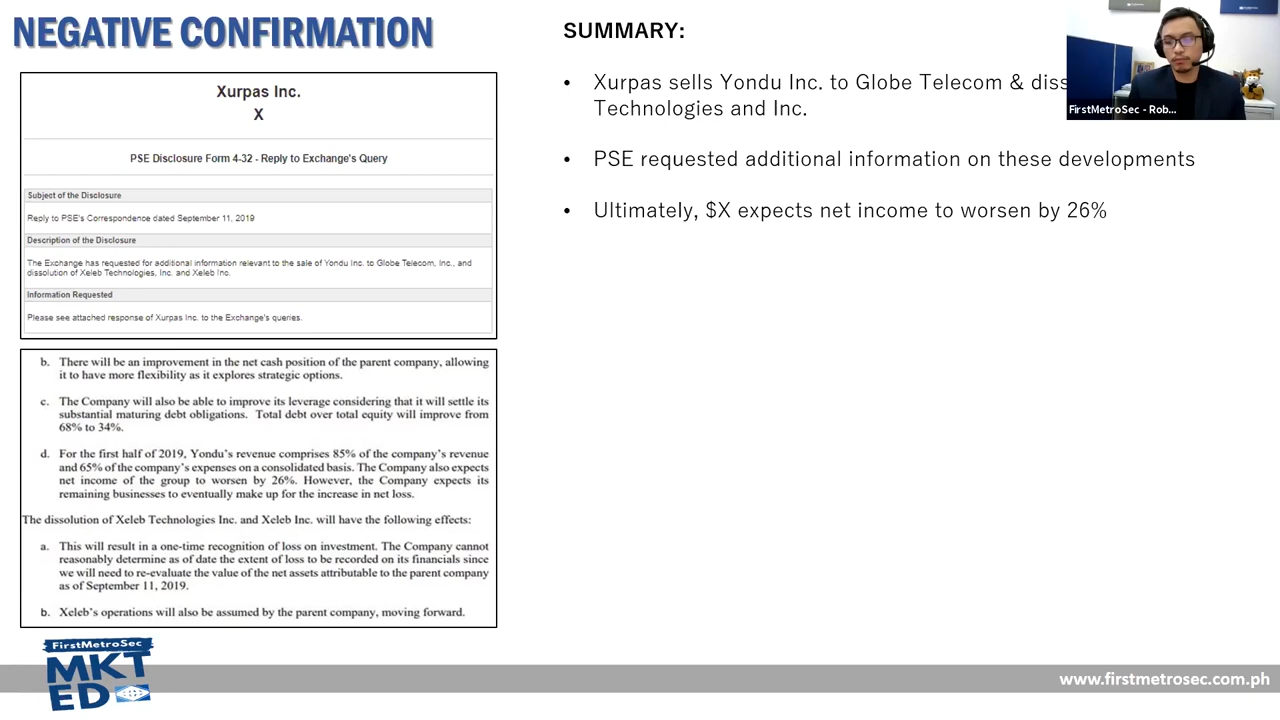 NEGATIVE CONFIRMATION
Xurpas Inc.
X
PSE Disclosure Form 4-32 - Reply to Exchange's Query
Subject of the Disclosure
Reply to PSE's Correspondence dated September 11, 2019
Description of the Disclosure
The Exchange has requested for additional information relevant to the sale of Yondu Inc. to Globe Telecom, Inc., and
dissolution of Xeleb Technologies, Inc. and Xeleb Inc.
Information Requested
Please see attached response of Xurpas Inc. to the Exchange's queries.
b. There will be an improvement in the net cash position of the parent company, allowing
it to have more flexibility as it explores strategic options.
c. The Company will also be able to improve its leverage considering that it will settle its
substantial maturing debt obligations. Total debt over total equity will improve from
68% to 34%.
d. For the first half of 2019, Yondu's revenue comprises 85% of the company's revenue
and 65% of the company's expenses on a consolidated basis. The Company also expects
net income of the group to worsen by 26%. However, the Company expects its
remaining businesses to eventually make up for the increase in net loss.
The dissolution of Xeleb Technologies Inc. and Xeleb Inc. will have the following effects:
a. This will result in a one-time recognition of loss on investment. The Company cannot
reasonably determine as of date the extent of loss to be recorded on its financials since
we will need to re-evaluate the value of the net assets attributable to the parent company
as of September 11, 2019.
b. Xeleb's operations will also be assumed by the parent company, moving forward.
SUMMARY:
• Xurpas sells Yondu Inc. to Globe Telecom & diss
Technologies and Inc.
• PSE requested additional information on these developments
• Ultimately, $X expects net income to worsen by 26%
FirstMetroSec - Rob...
FirstMetroSec
MKT
ED
www.firstmetrosec.com.ph